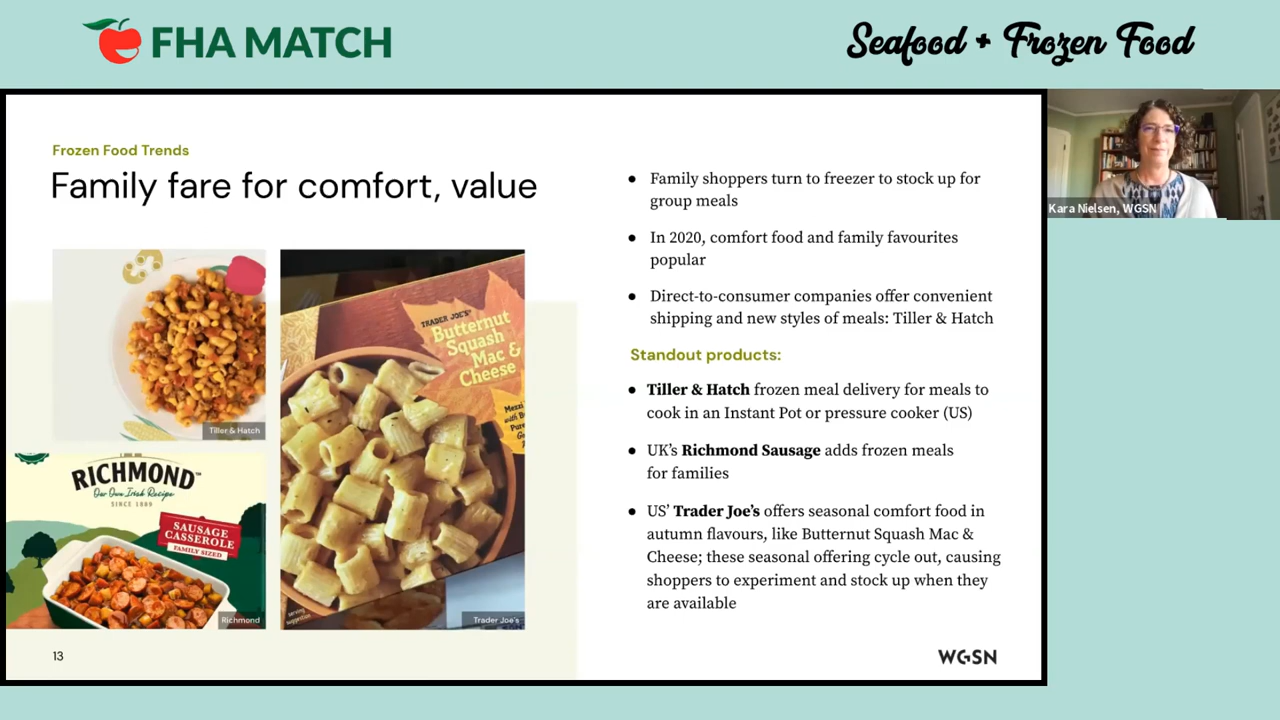 FHA MATCH
Seafood + Frozen Food
Frozen Food Trends
Family fare for comfort, value
Tiller & Hatch
RICHMOND™
Our Own Irish Recipe
SINCE 1889
SAUSAGE
CASSEROLE
FAMILY SIZED
Richmond
TRADER JOE'S®
Butternut
Squash
Mac &
Cheese
Mezzi
with B
Pure
serving
suggestion
Trader Joe's
● Family shoppers turn to freezer to stock up for
group meals
● In 2020, comfort food and family favourites
popular
● Direct-to-consumer companies offer convenient
shipping and new styles of meals: Tiller & Hatch
Standout products:
● Tiller & Hatch frozen meal delivery for meals to
cook in an Instant Pot or pressure cooker (US)
● UK's Richmond Sausage adds frozen meals
for families
● US' Trader Joe's offers seasonal comfort food in
autumn flavours, like Butternut Squash Mac &
Cheese; these seasonal offering cycle out, causing
shoppers to experiment and stock up when they
are available
13
WGSN
Kara Nielsen, WGSN